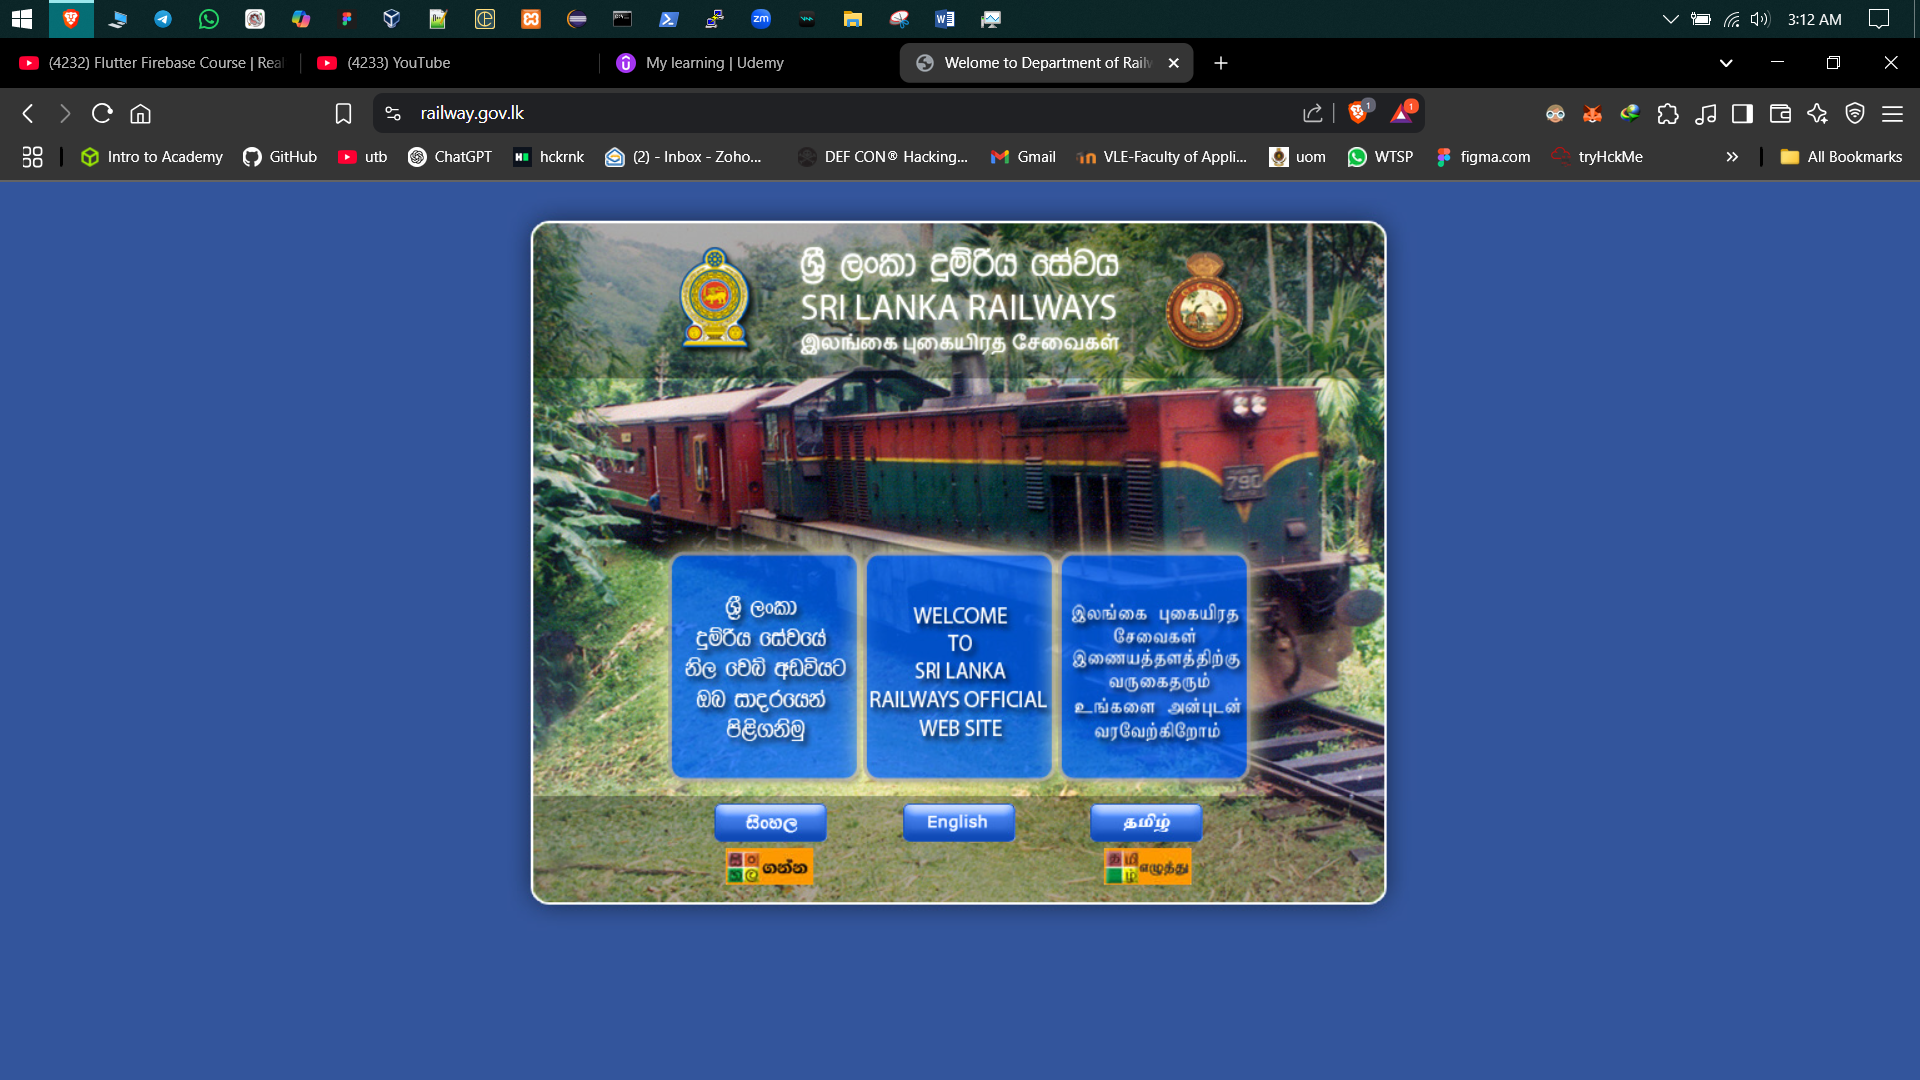 3:12 AM
(4232) Flutter Firebase Course | Real
(4233) YouTube
My learning | Udemy
Welome to Department of Railw
railway.gov.lk
1
1
Intro to Academy
GitHub
utb
ChatGPT
hckrnk
(2) - Inbox - Zoho...
DEF CON® Hacking...
Gmail
VLE-Faculty of Appli...
uom
WTSP
figma.com
tryHckMe
All Bookmarks
ශ්‍රී ලංකා දුම්රිය සේවය
SRI LANKA RAILWAYS
இலங்கை புகையிரத சேவைகள்
790
ශ්‍රී ලංකා
දුම්රිය සේවයේ
නිල වෙබ් අඩවියට
ඔබ සාදරයෙන්
පිළිගනිමු
WELCOME
TO
SRI LANKA
RAILWAYS OFFICIAL
WEB SITE
இலங்கை புகையிரத
சேவைகள்
இணையத்தளத்திற்கு
வருகைதரும்
உங்களை அன்புடன்
வரவேற்கிறோம்
සිංහල
English
தமிழ்
සිංහල ගන්න
தமிழ் எழுத்து